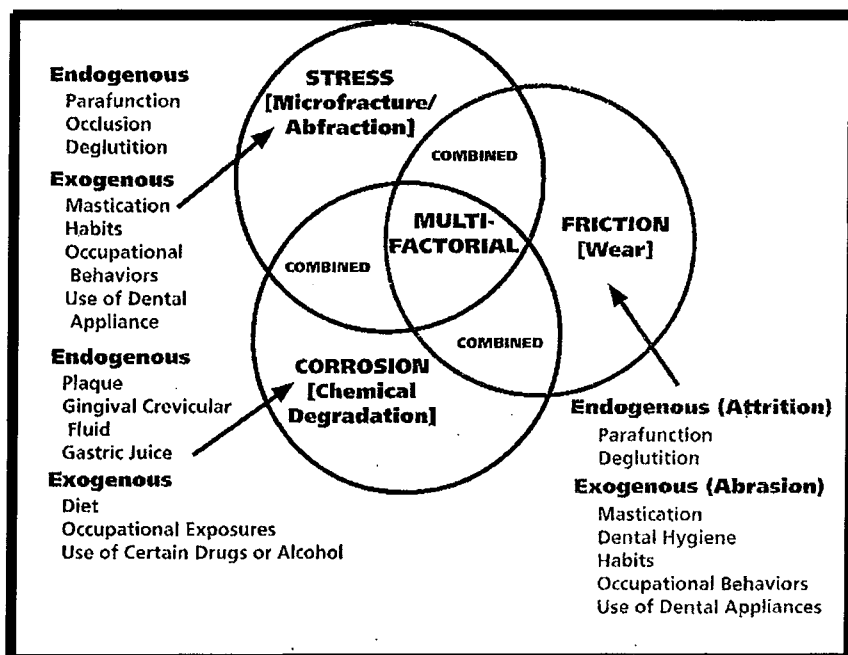 Endogenous
Parafunction
Occlusion
Deglutition
Exogenous
Mastication
Habits
Occupational
Behaviors
Use of Dental
Appliance
STRESS
[Microfracture/
Abfraction]
COMBINED
MULTI-
FACTORIAL
FRICTION
[Wear]
COMBINED
COMBINED
CORROSION
[Chemical
Degradation]
Endogenous
Plaque
Gingival Crevicular
Fluid
Gastric Juice
Exogenous
Diet
Occupational Exposures
Use of Certain Drugs or Alcohol
Endogenous (Attrition)
Parafunction
Deglutition
Exogenous (Abrasion)
Mastication
Dental Hygiene
Habits
Occupational Behaviors
Use of Dental Appliances